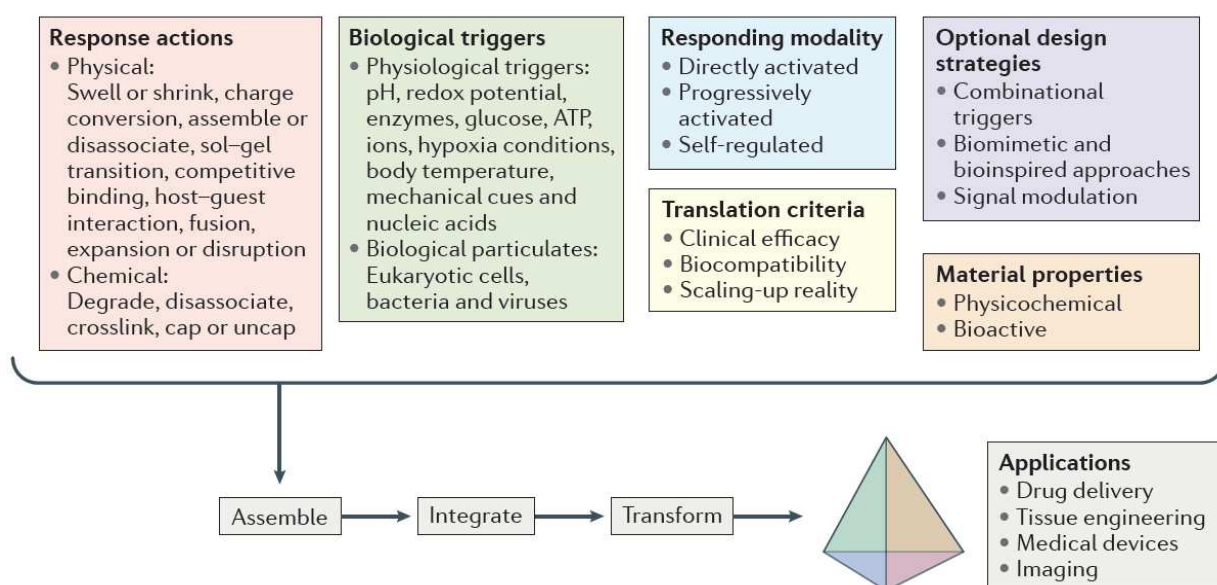 Response actions
• Physical:
Swell or shrink, charge
conversion, assemble or
disassociate, sol–gel
transition, competitive
binding, host–guest
interaction, fusion,
expansion or disruption
• Chemical:
Degrade, disassociate,
crosslink, cap or uncap
Biological triggers
• Physiological triggers:
pH, redox potential,
enzymes, glucose, ATP,
ions, hypoxia conditions,
body temperature,
mechanical cues and
nucleic acids
• Biological particulates:
Eukaryotic cells,
bacteria and viruses
Responding modality
• Directly activated
• Progressively
activated
• Self-regulated
Translation criteria
• Clinical efficacy
• Biocompatibility
• Scaling-up reality
Optional design
strategies
• Combinational
triggers
• Biomimetic and
bioinspired approaches
• Signal modulation
Material properties
• Physicochemical
• Bioactive
Assemble
Integrate
Transform
Applications
• Drug delivery
• Tissue engineering
• Medical devices
• Imaging